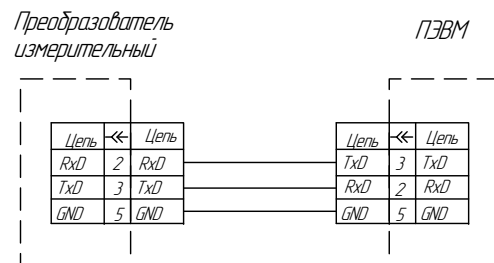 Преобразователь
измерительный
ПЭВМ
Цепь Цепь Цепь Цепь
RxD 2 RxD TxD 3 TxD
TxD 3 TxD RxD 2 RxD
GND 5 GND GND 5 GND